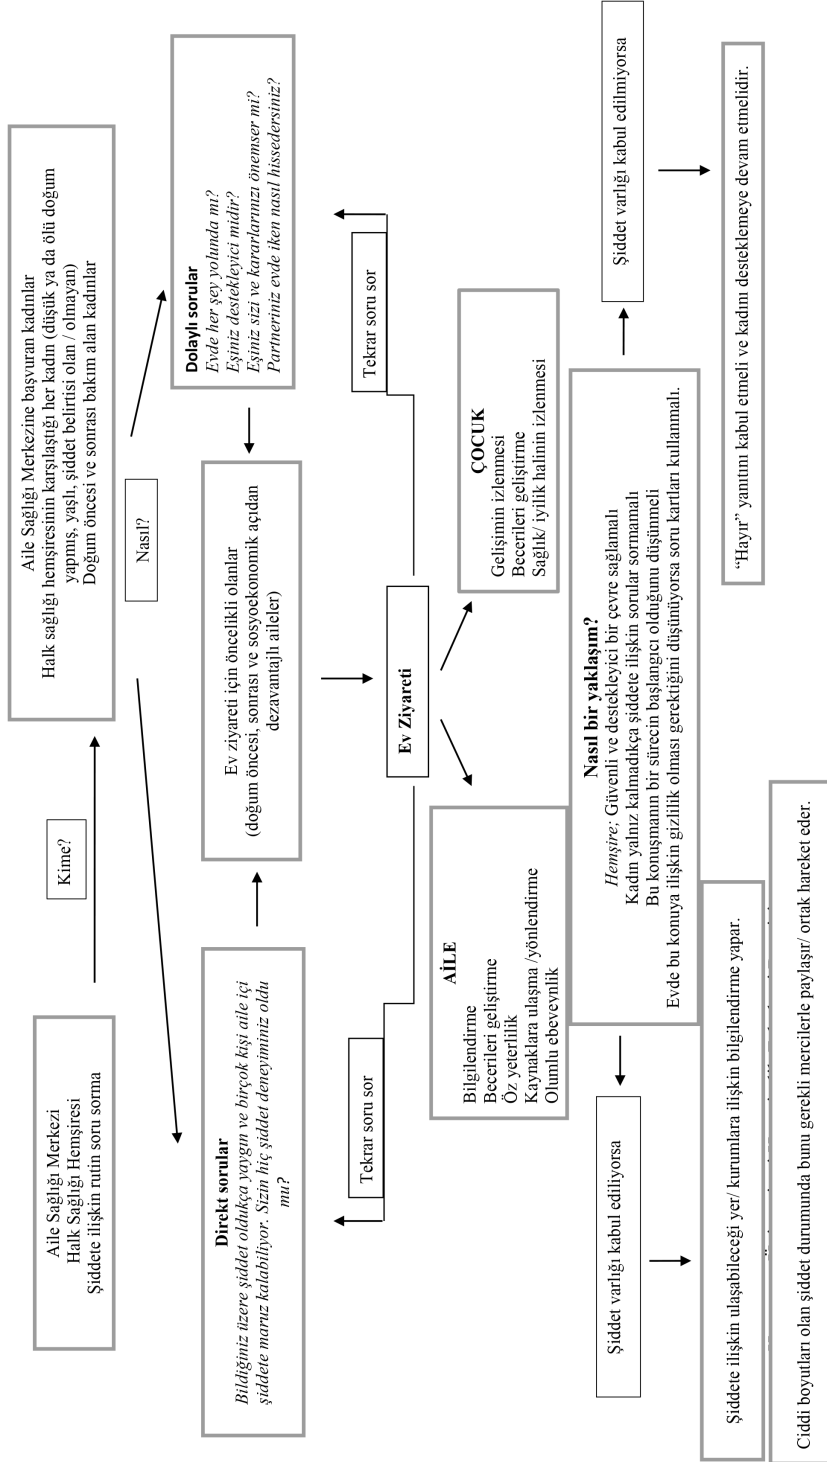 Aile Sağlığı Merkezi
Halk Sağlığı Hemşiresi
Şiddete ilişkin rutin soru sorma
Kime?
Aile Sağlığı Merkezine başvuran kadınlar
Halk sağlığı hemşiresinin karşılaştığı her kadın (düşük ya da ölü doğum
yapmış, yaşlı, şiddet belirtisi olan / olmayan)
Doğum öncesi ve sonrası bakım alan kadınlar
Nasıl?
Direkt sorular
Bildiğiniz üzere şiddet oldukça yaygın ve birçok kişi aile içi
şiddete maruz kalabiliyor. Sizin hiç şiddet deneyiminiz oldu
mu?
Ev ziyareti için öncelikli olanlar
(doğum öncesi, sonrası ve sosyoekonomik açıdan
dezavantajlı aileler)
Dolaylı sorular
Evde her şey yolunda mı?
Eşiniz destekleyici midir?
Eşiniz sizi ve kararlarınızı önemser mi?
Partneriniz evde iken nasıl hissedersiniz?
Tekrar soru sor
Ev Ziyareti
Tekrar soru sor
AİLE
Bilgilendirme
Becerileri geliştirme
Öz yeterlilik
Kaynaklara ulaşma /yönlendirme
Olumlu ebeveynlik
ÇOCUK
Gelişimin izlenmesi
Becerileri geliştirme
Sağlık/ iyilik halinin izlenmesi
Nasıl bir yaklaşım?
Hemşire; Güvenli ve destekleyici bir çevre sağlamalı
Kadın yalnız kalmadıkça şiddete ilişkin sorular sormamalı
Bu konuşmanın bir sürecin başlangıcı olduğunu düşünmeli
Evde bu konuya ilişkin gizlilik olması gerektiğini düşünüyorsa soru kartları kullanmalı.
Şiddet varlığı kabul ediliyorsa
Şiddet varlığı kabul edilmiyorsa
Şiddete ilişkin ulaşabileceği yer/ kurumlara ilişkin bilgilendirme yapar.
"Hayır" yanıtını kabul etmeli ve kadını desteklemeye devam etmelidir.
Ciddi boyutları olan şiddet durumunda bunu gerekli mercilerle paylaşır/ ortak hareket eder.